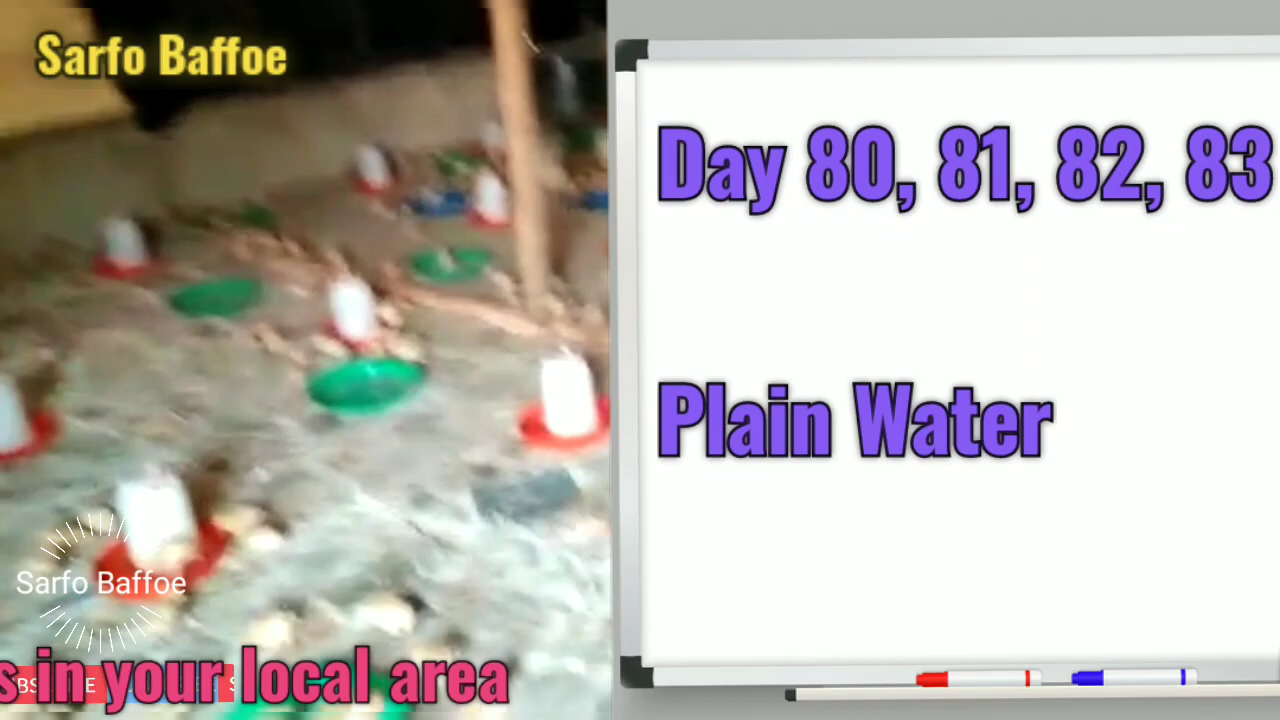 Sarfo Baffoe
Day 80, 81, 82, 83
Plain Water
Sarfo Baffoe
in your local area